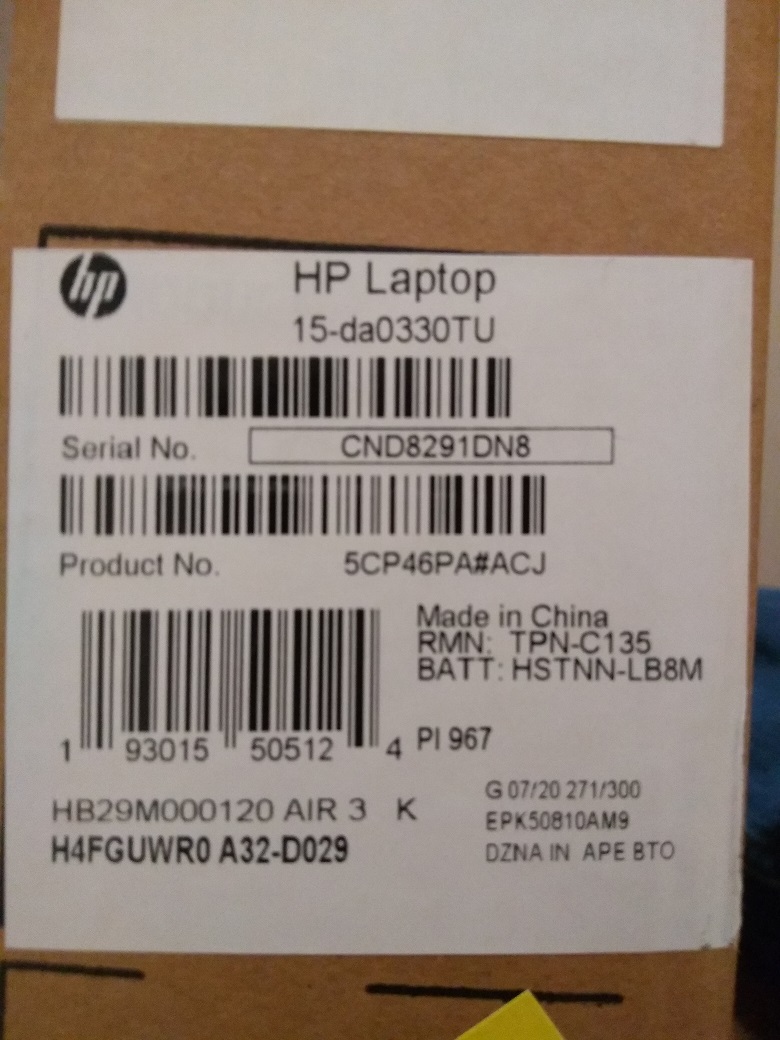 hp
HP Laptop
15-da0330TU
Serial No. CND8291DN8
Product No. 5CP46PA#ACJ
Made in China
RMN: TPN-C135
BATT: HSTNN-LB8M
1 93015 50512 4
PI 967
HB29M000120 AIR 3 K
H4FGUWR0 A32-D029
G 07/20 271/300
EPK50810AM9
DZNA IN APE BTO